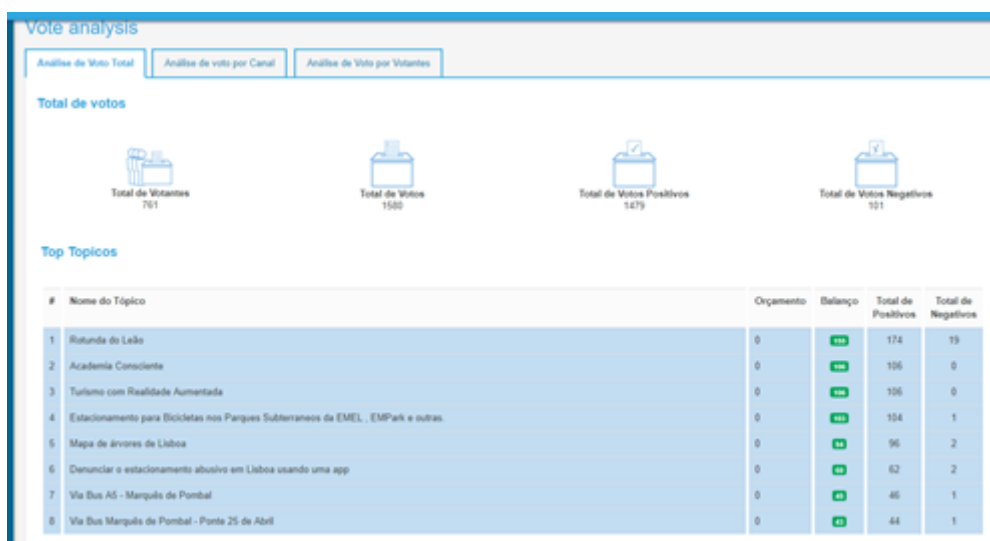 Vote analysis
Análise de Voto Total Análise de voto por Canal Análise de Voto por Votantes
Total de votos
Total de Votantes Total de Votos Total de Votos Positivos Total de Votos Negativos
761 1580 1479 101
Top Topicos
# Nome do Tópico Orçamento Balanço Total de Positivos Total de Negativos
1 Rotunda do Leão 0 174 19
2 Academia Consciente 0 106 106 0
3 Turismo com Realidade Aumentada 0 106 106 0
4 Estacionamento para Bicicletas nos Parques Subterraneos da EMEL , EMPark e outras. 0 103 104 1
5 Mapa de árvores de Lisboa 0 94 96 2
6 Denunciar o estacionamento abusivo em Lisboa usando uma app 0 62 2
7 Via Bus A5 - Marquês de Pombal 0 46 1
8 Via Bus Marquês de Pombal - Ponte 25 de Abril 0 43 44 1